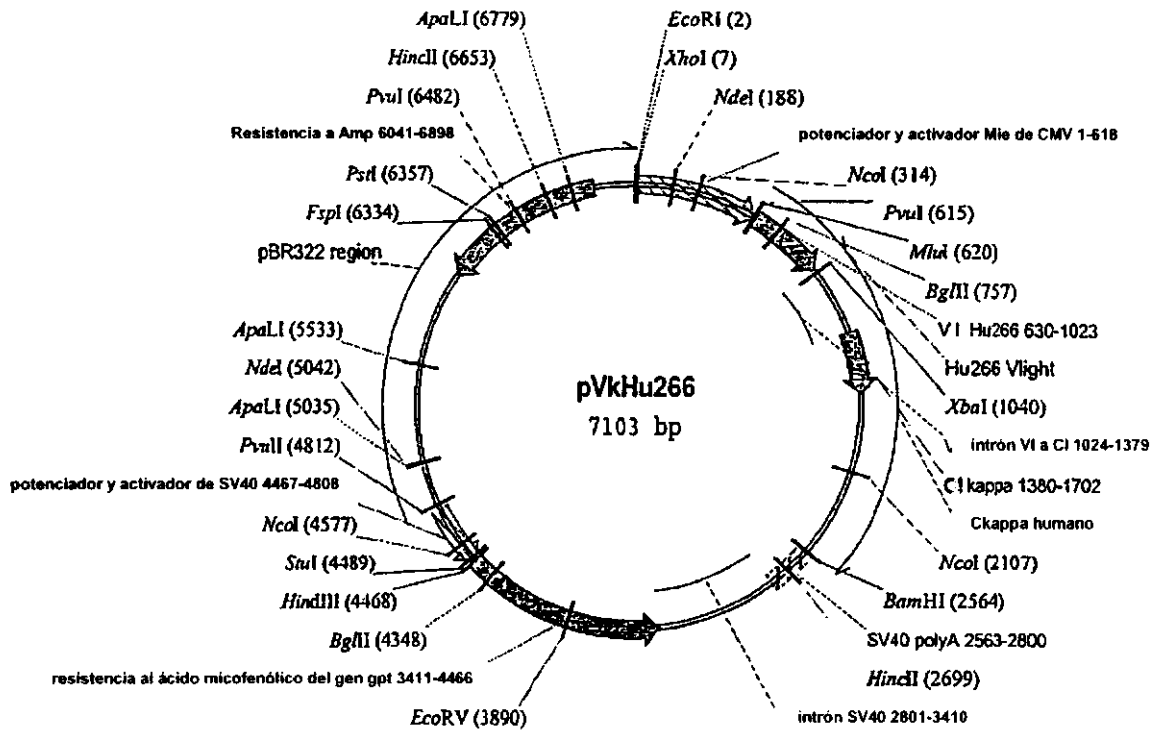 ApaLI (6779)
HincII (6653)
PvuI (6482)
Resistencia a Amp 6041-6898
PstI (6357)
FspI (6334)
pBR322 region
ApaLI (5533)
NdeI (5042)
ApaLI (5035)
PvuII (4812)
potenciador y activador de SV40 4467-4808
NcoI (4577)
StuI (4489)
HindIII (4468)
BglII (4348)
resistencia al ácido micofenólico del gen gpt 3411-4466
EcoRV (3890)
pVkHu266
7103 bp
EcoRI (2)
XhoI (7)
NdeI (188)
potenciador y activador Mie de CMV 1-618
NcoI (314)
PvuI (615)
MluI (620)
BglII (757)
Vl Hu266 630-1023
Hu266 Vlight
XbaI (1040)
intrón Vl a Cl 1024-1379
Cl kappa 1380-1702
Ckappa humano
NcoI (2107)
BamHI (2564)
SV40 polyA 2563-2800
HincII (2699)
intrón SV40 2801-3410